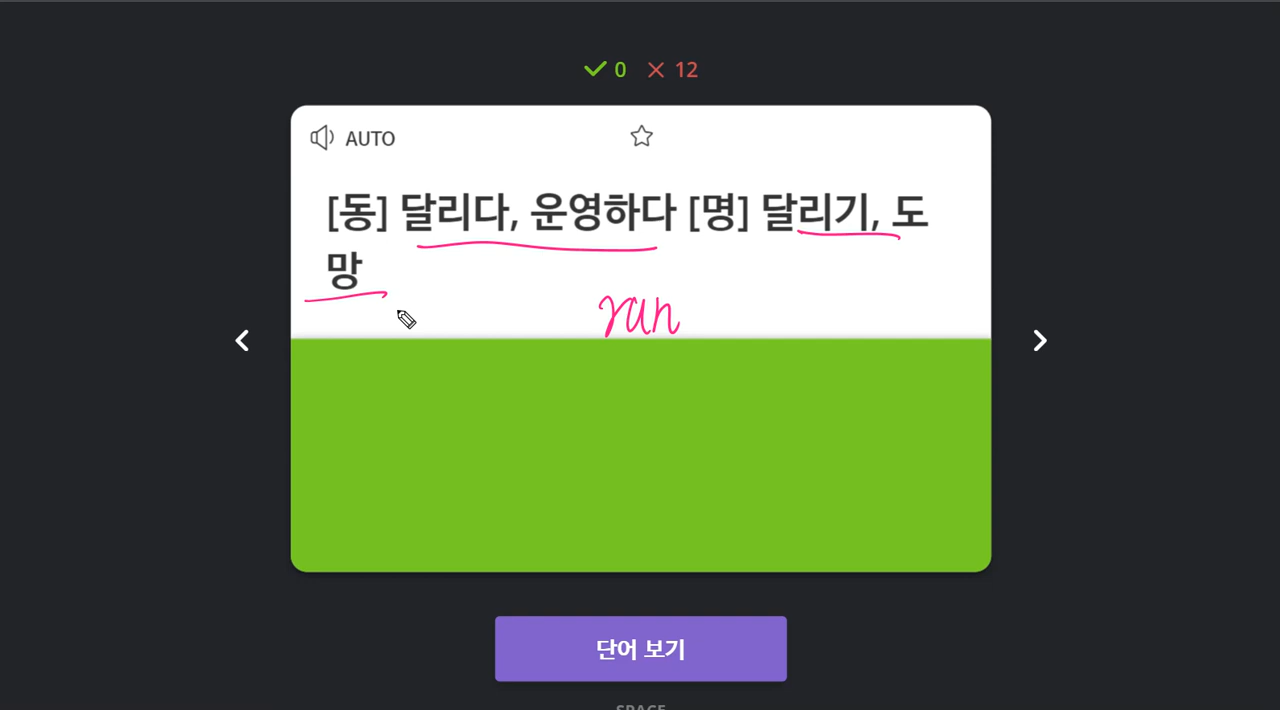 0 12
AUTO
[동] 달리다, 운영하다 [명] 달리기, 도
망
run
단어 보기
SPACE